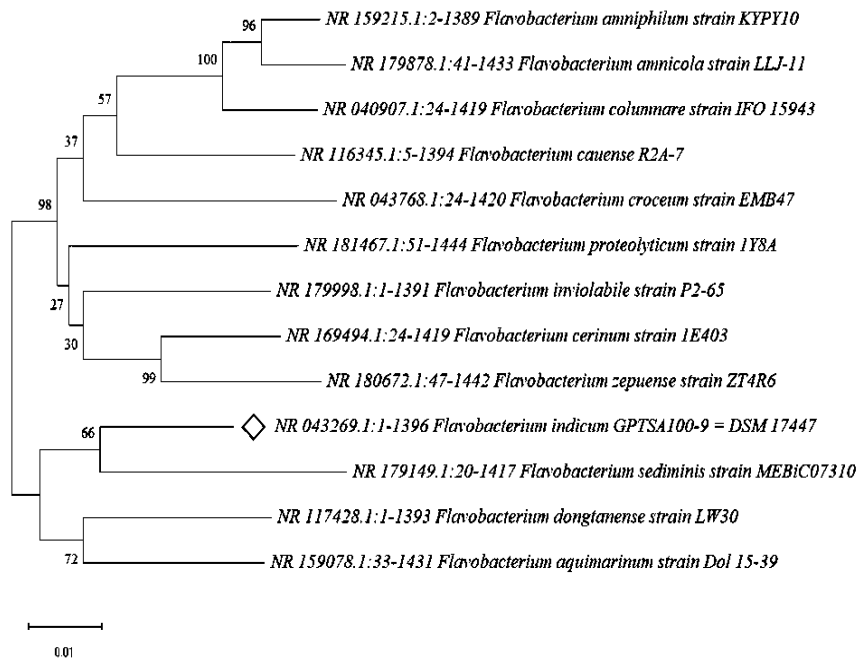 96
NR 159215.1:2-1389 Flavobacterium amniphilum strain KYPY10
100
NR 179878.1:41-1433 Flavobacterium amnicola strain LLJ-11
57
NR 040907.1:24-1419 Flavobacterium columnare strain IFO 15943
37
NR 116345.1:5-1394 Flavobacterium cauense R2A-7
98
NR 043768.1:24-1420 Flavobacterium croceum strain EMB47
NR 181467.1:51-1444 Flavobacterium proteolyticum strain 1Y8A
27
NR 179998.1:1-1391 Flavobacterium inviolabile strain P2-65
30
NR 169494.1:24-1419 Flavobacterium cerinum strain 1E403
99
NR 180672.1:47-1442 Flavobacterium zepuense strain ZT4R6
66
NR 043269.1:1-1396 Flavobacterium indicum GPTSA100-9 = DSM 17447
NR 179149.1:20-1417 Flavobacterium sediminis strain MEBiC07310
NR 117428.1:1-1393 Flavobacterium dongtanense strain LW30
72
NR 159078.1:33-1431 Flavobacterium aquimarinum strain Dol 15-39
0.01